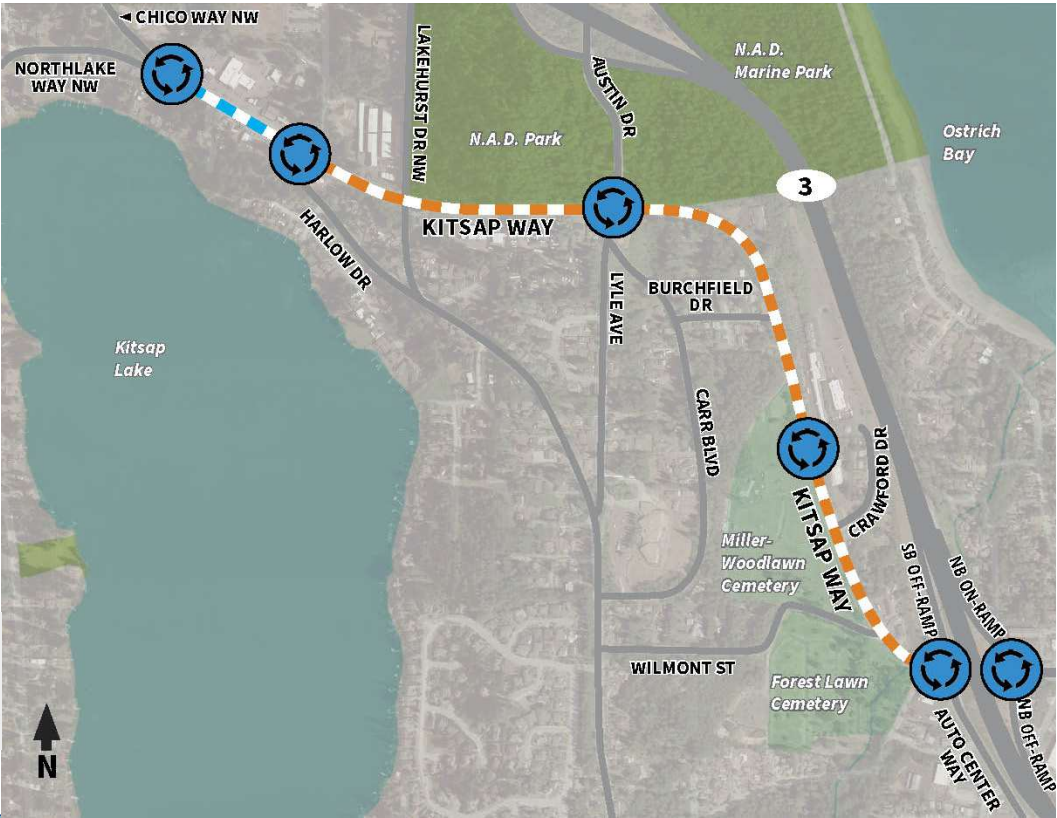 CHICO WAY NW
NORTHLAKE
WAY NW
LAKEHURST DR NW
AUSTIN DR
N.A.D.
Marine Park
N.A.D. Park
Ostrich
Bay
3
HARLOW DR
KITSAP WAY
LYLE AVE
BURCHFIELD
DR
Kitsap
Lake
CARR BLVD
CRAWFORD DR
KITSAP WAY
Miller-
Woodlawn
Cemetery
SB OFF-RAMP
NB ON-RAMP
WILMONT ST
Forest Lawn
Cemetery
AUTO CENTER
WAY
NB OFF-RAMP
N